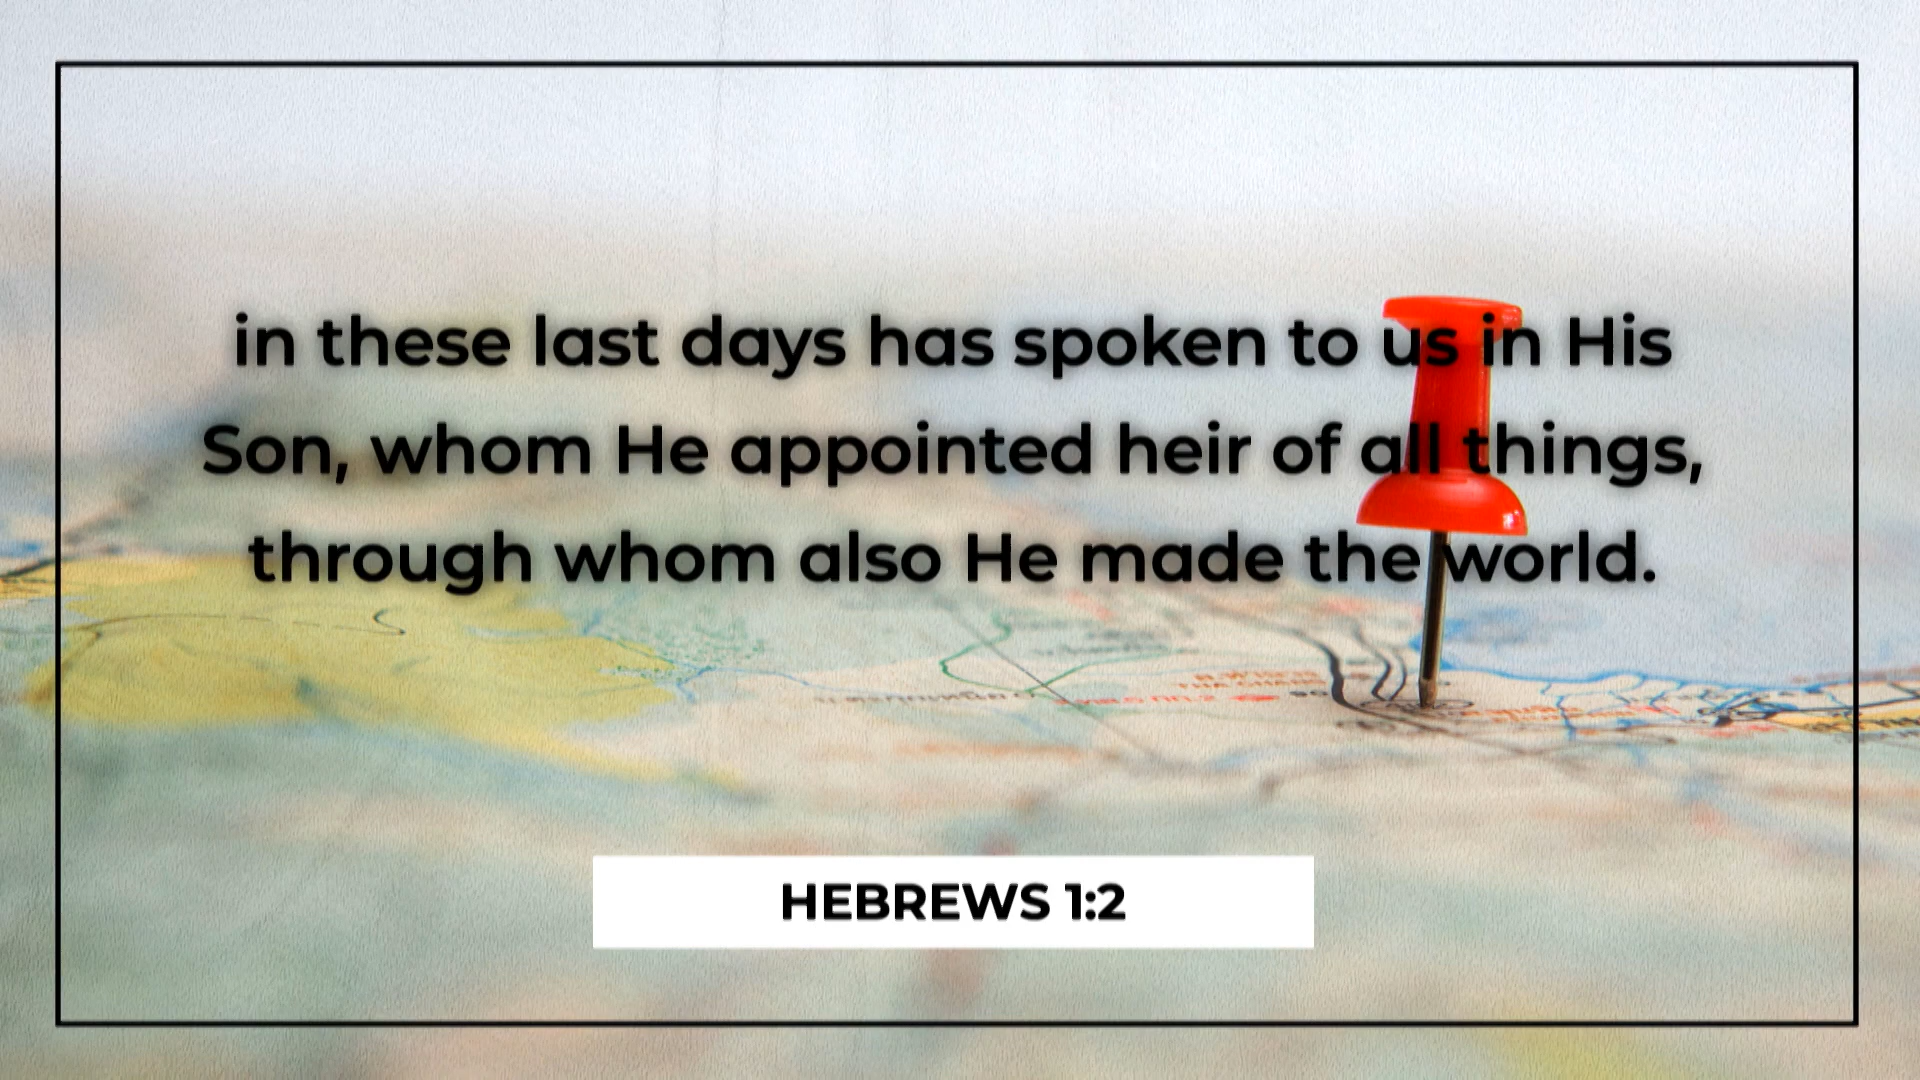 in these last days has spoken to us in His
Son, whom He appointed heir of all things,
through whom also He made the world.
HEBREWS 1:2